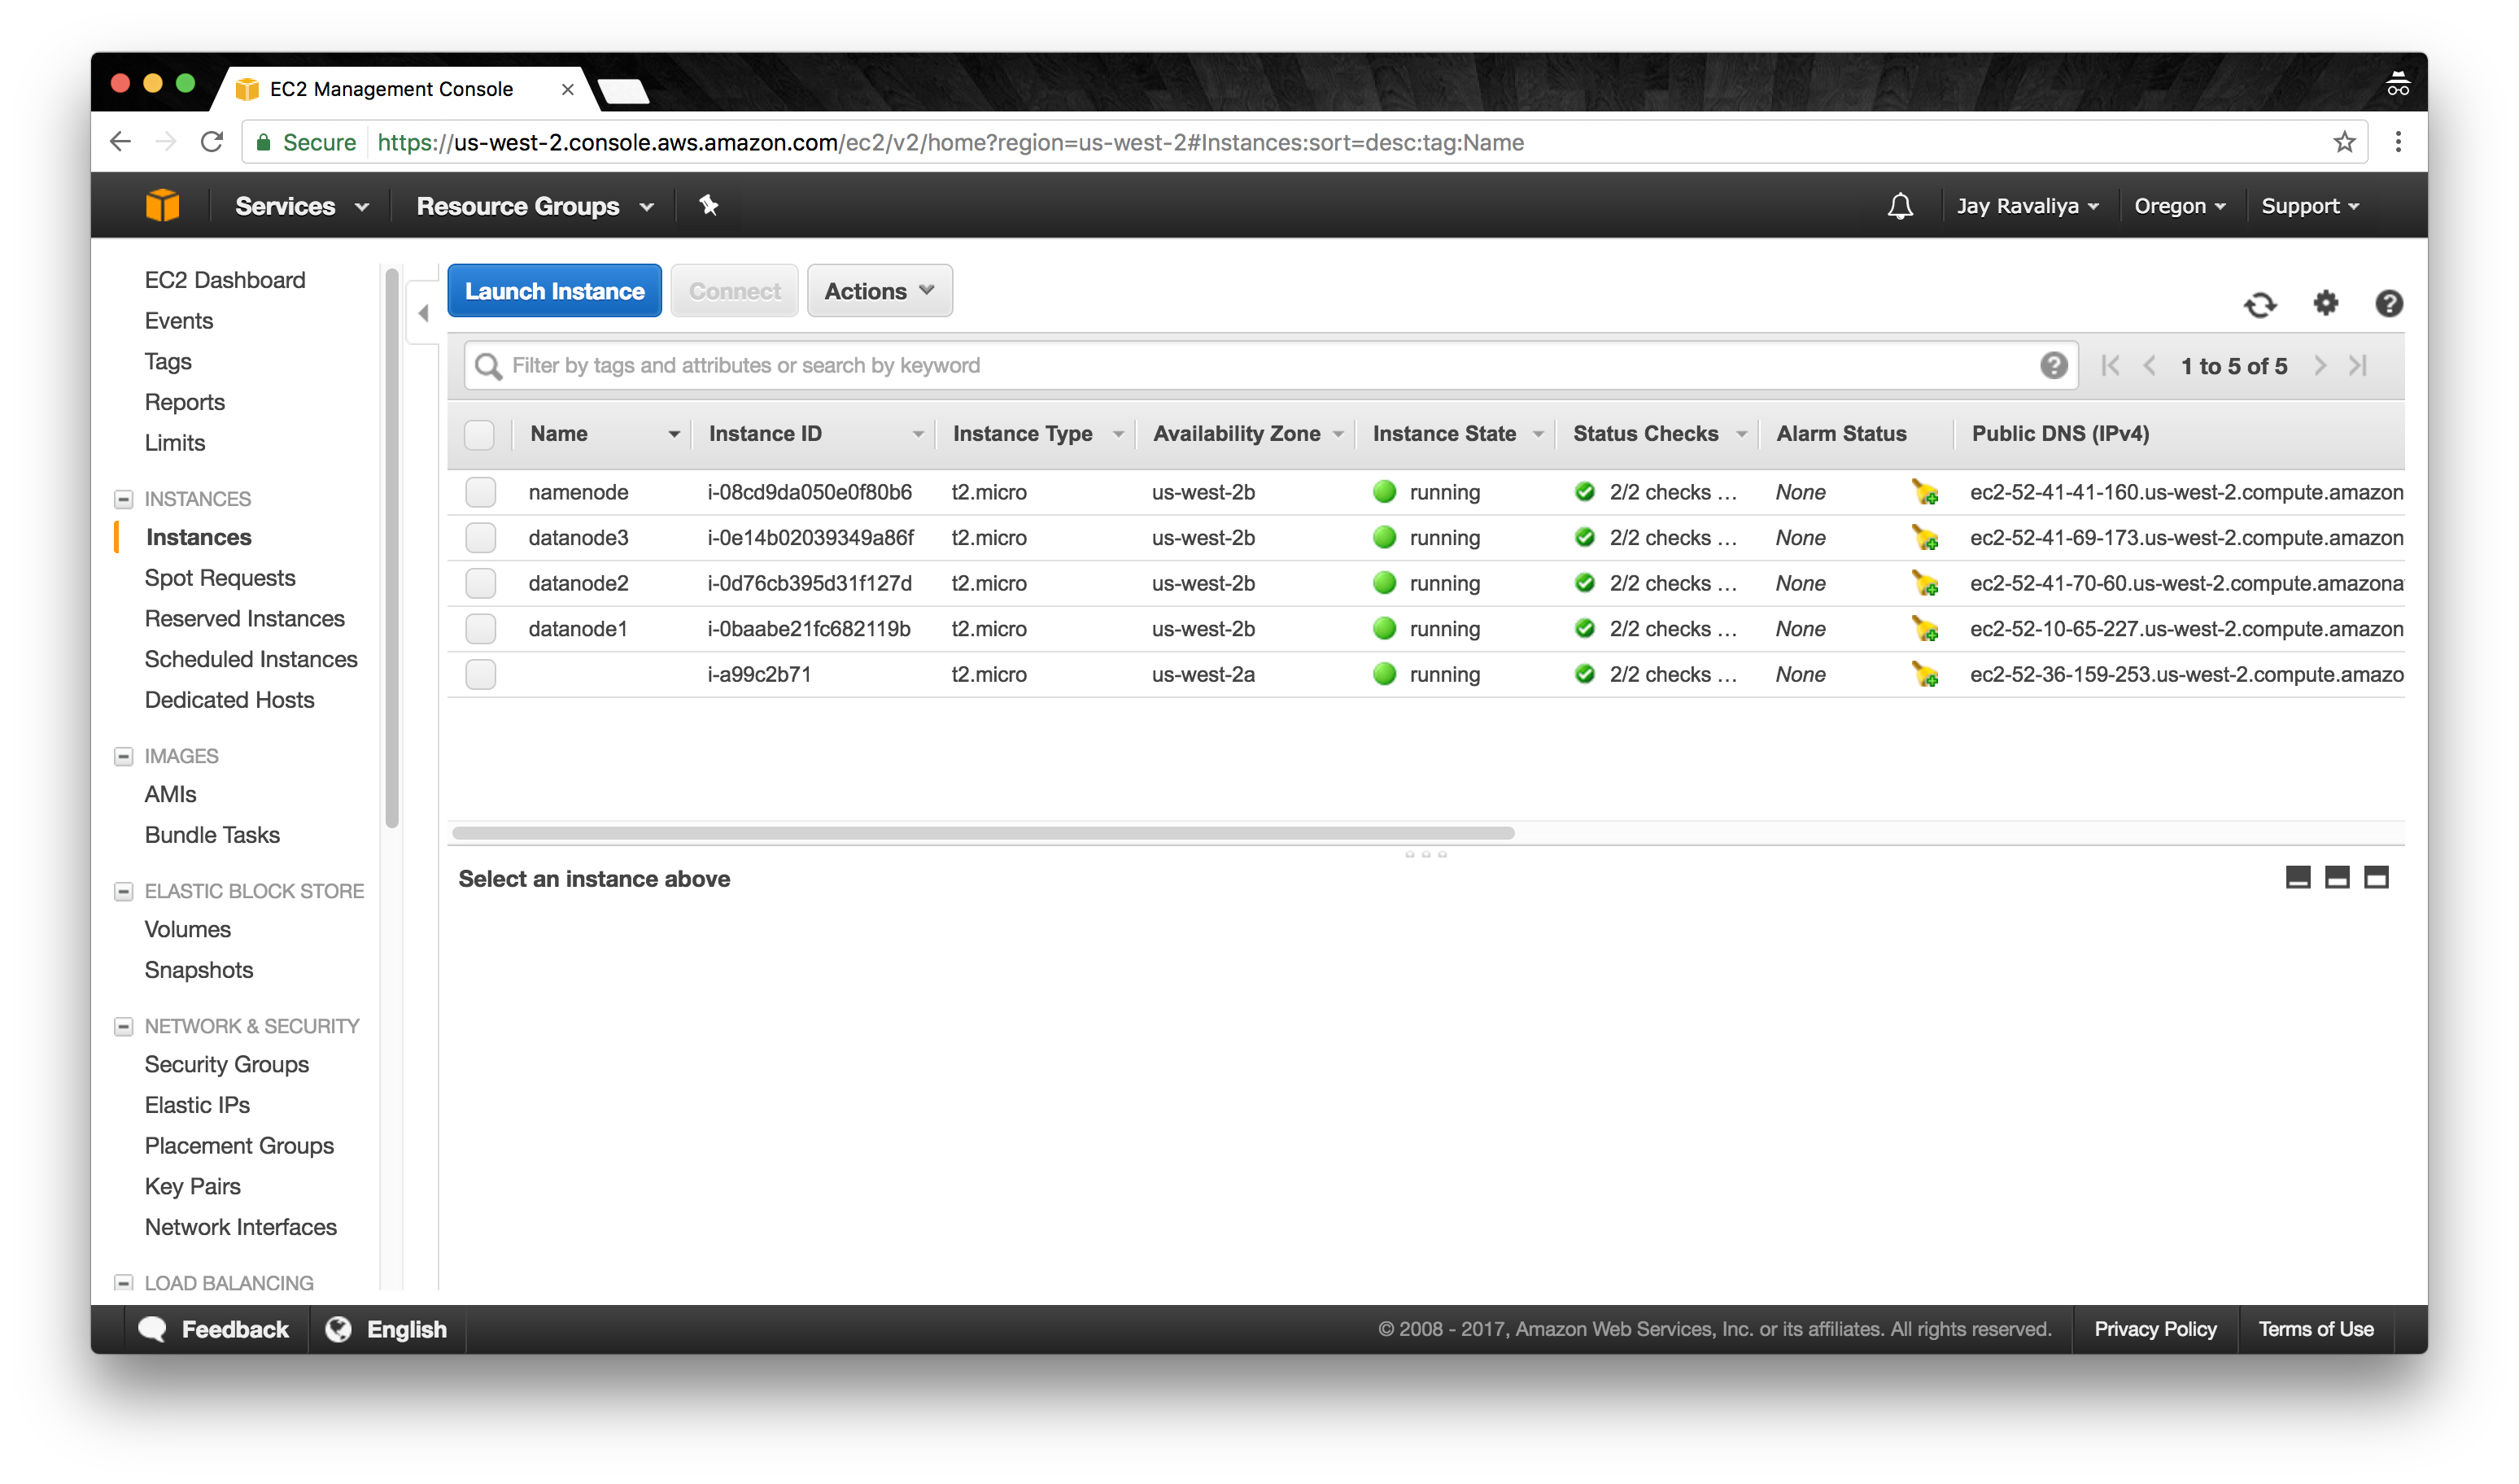 EC2 Management Console
Secure https://us-west-2.console.aws.amazon.com/ec2/v2/home?region=us-west-2#Instances:sort=desc:tag:Name
Services Resource Groups Jay Ravaliya Oregon Support
EC2 Dashboard
Events
Tags
Reports
Limits
INSTANCES
Instances
Spot Requests
Reserved Instances
Scheduled Instances
Dedicated Hosts
IMAGES
AMIs
Bundle Tasks
ELASTIC BLOCK STORE
Volumes
Snapshots
NETWORK & SECURITY
Security Groups
Elastic IPs
Placement Groups
Key Pairs
Network Interfaces
LOAD BALANCING
Launch Instance Connect Actions
Filter by tags and attributes or search by keyword 1 to 5 of 5
Name Instance ID Instance Type Availability Zone Instance State Status Checks Alarm Status Public DNS (IPv4)
namenode i-08cd9da050e0f80b6 t2.micro us-west-2b running 2/2 checks … None ec2-52-41-41-160.us-west-2.compute.amazon
datanode3 i-0e14b02039349a86f t2.micro us-west-2b running 2/2 checks … None ec2-52-41-69-173.us-west-2.compute.amazon
datanode2 i-0d76cb395d31f127d t2.micro us-west-2b running 2/2 checks … None ec2-52-41-70-60.us-west-2.compute.amazona
datanode1 i-0baabe21fc682119b t2.micro us-west-2b running 2/2 checks … None ec2-52-10-65-227.us-west-2.compute.amazon
i-a99c2b71 t2.micro us-west-2a running 2/2 checks … None ec2-52-36-159-253.us-west-2.compute.amazo
Select an instance above
Feedback English © 2008 - 2017, Amazon Web Services, Inc. or its affiliates. All rights reserved. Privacy Policy Terms of Use